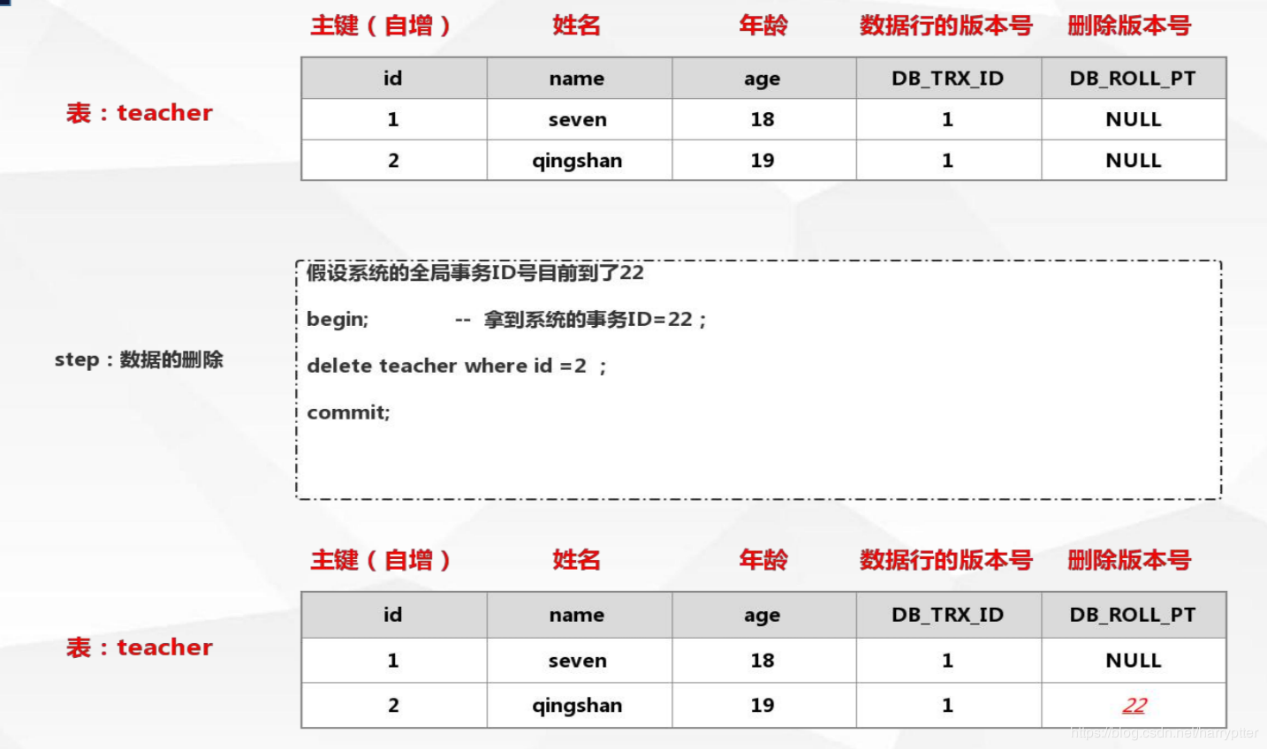 主键（自增） 姓名 年龄 数据行的版本号 删除版本号
id name age DB_TRX_ID DB_ROLL_PT
表：teacher
1 seven 18 1 NULL
2 qingshan 19 1 NULL
假设系统的全局事务ID号目前到了22
begin; -- 拿到系统的事务ID=22；
step：数据的删除
delete teacher where id =2 ；
commit;
主键（自增） 姓名 年龄 数据行的版本号 删除版本号
id name age DB_TRX_ID DB_ROLL_PT
表：teacher
1 seven 18 1 NULL
2 qingshan 19 1 22
https://blog.csdn.net/harryptter